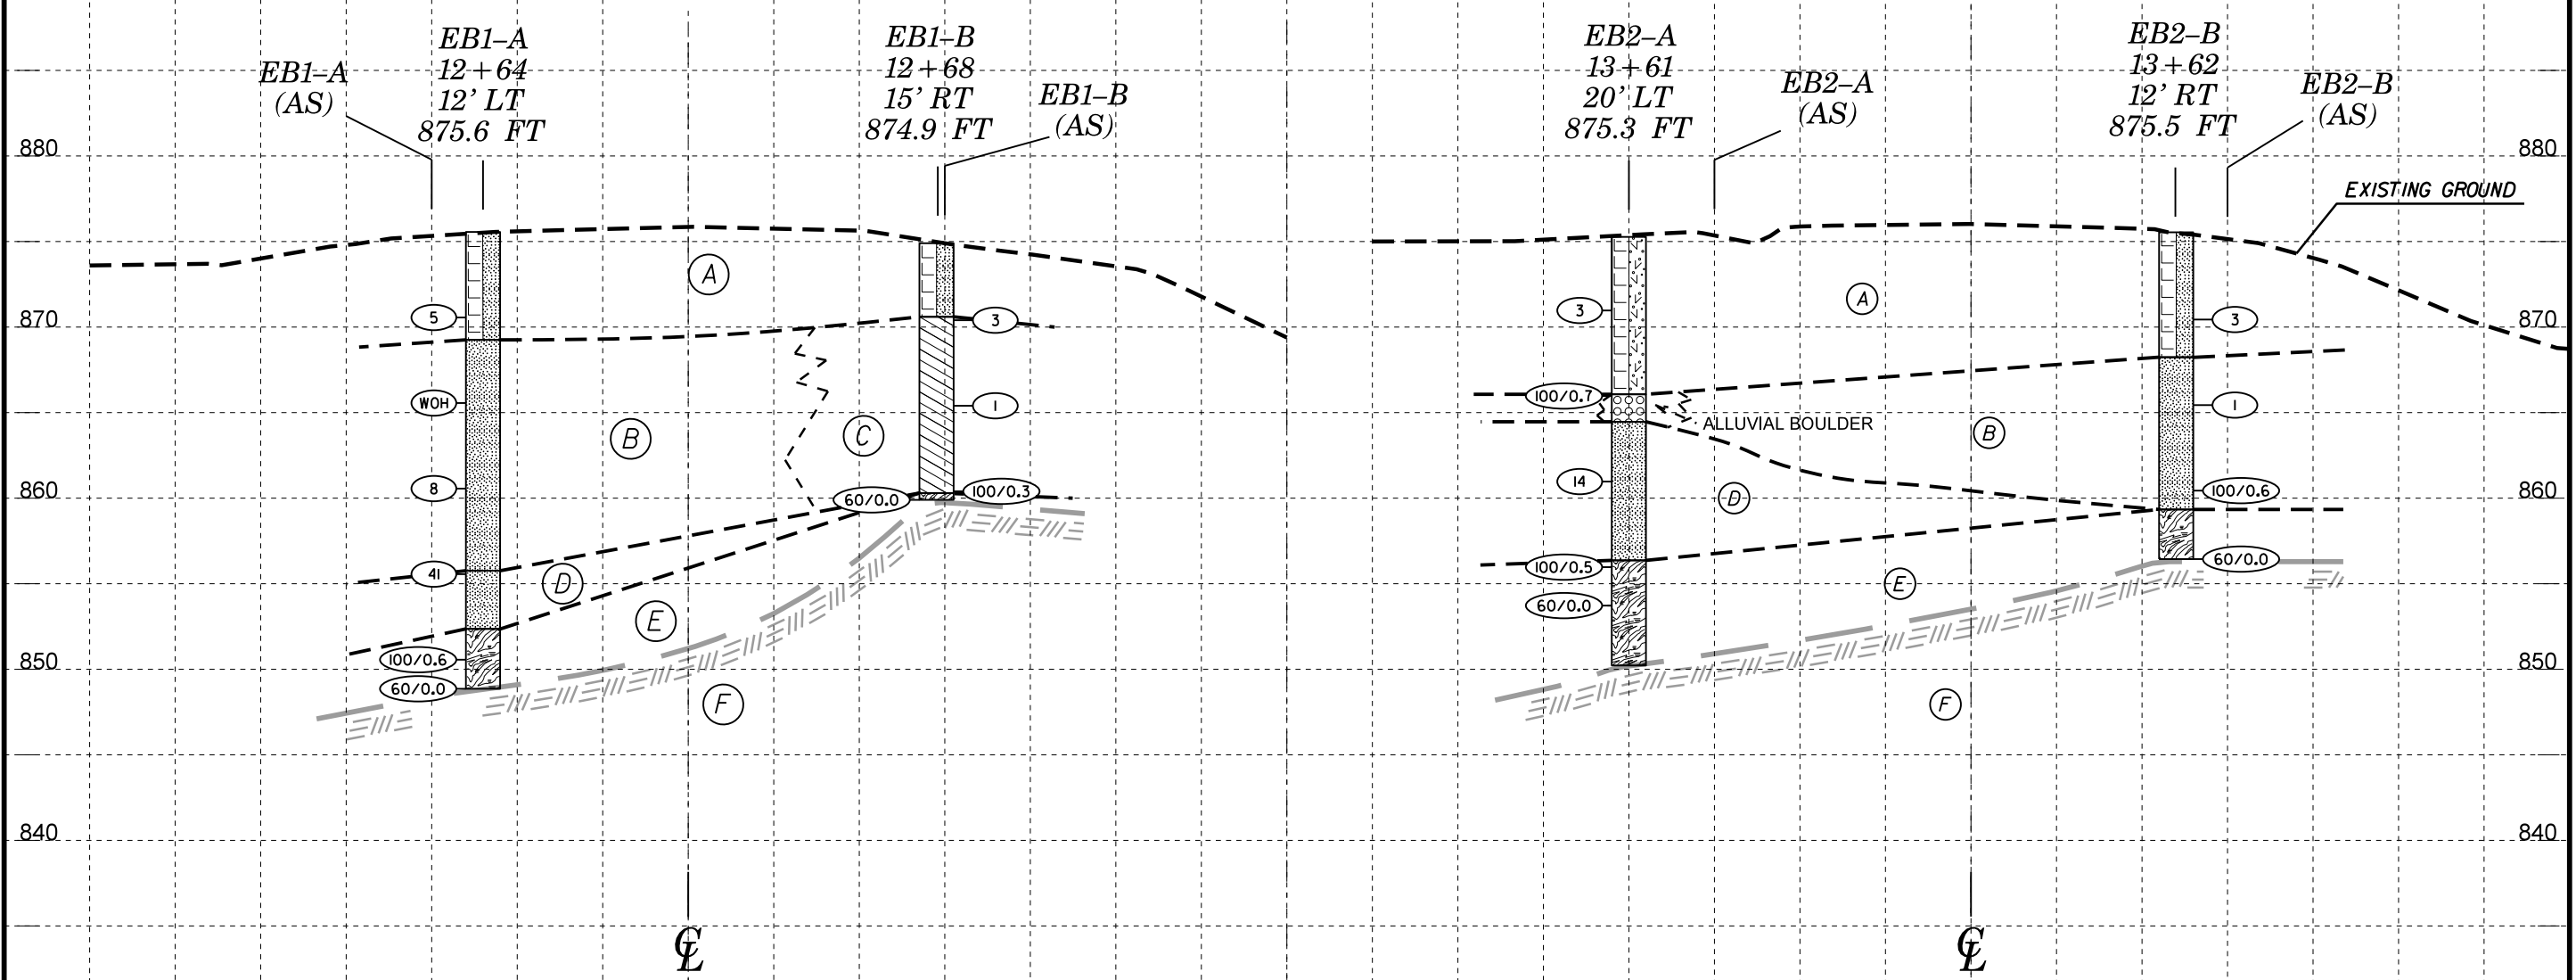 EB1–A
(AS)
EB1–A
12+64
12' LT
875.6 FT
EB1–B
12+68
15' RT
874.9 FT
EB1–B
(AS)
EB2–A
13+61
20' LT
875.3 FT
EB2–A
(AS)
EB2–B
13+62
12' RT
875.5 FT
EB2–B
(AS)
880
880
EXISTING GROUND
A
A
5
3
3
3
870
870
100/0.7
WOH
1
1
ALLUVIAL BOULDER
B
C
B
8
14
60/0.0
100/0.3
100/0.6
860
D
860
41
100/0.5
60/0.0
D
E
60/0.0
E
100/0.6
850
850
60/0.0
F
F
840
840
CL
CL